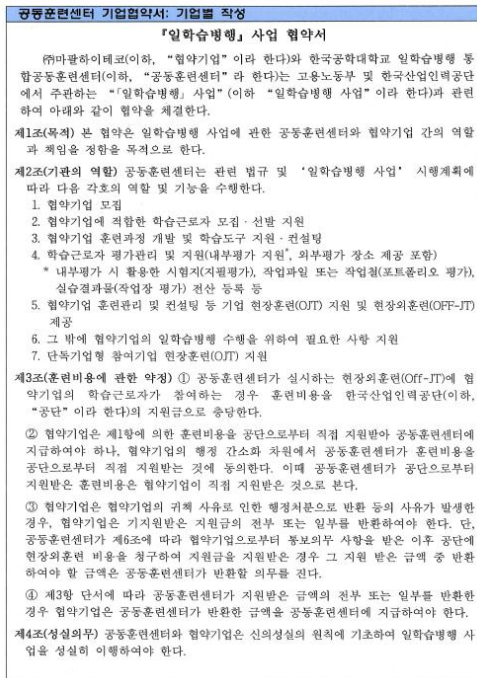 공동훈련센터 기업협약서: 기업별 작성
『일학습병행』사업 협약서
㈜마팔하이테코(이하, “협약기업”이라 한다)와 한국공학대학교 일학습병행 통
합공동훈련센터(이하, “공동훈련센터”라 한다)는 고용노동부 및 한국산업인력공단
에서 주관하는 “「일학습병행」사업”(이하 “일학습병행 사업”이라 한다)과 관련
하여 아래와 같이 협약을 체결한다.
제1조(목적) 본 협약은 일학습병행 사업에 관한 공동훈련센터와 협약기업 간의 역할
과 책임을 정함을 목적으로 한다.
제2조(기관의 역할) 공동훈련센터는 관련 법규 및 ‘일학습병행 사업’ 시행계획에
따라 다음 각호의 역할 및 기능을 수행한다.
1. 협약기업 모집
2. 협약기업에 적합한 학습근로자 모집·선발 지원
3. 협약기업 훈련과정 개발 및 학습도구 지원·컨설팅
4. 학습근로자 평가관리 및 지원(내부평가 지원*, 외부평가 장소 제공 포함)
* 내부평가 시 활용한 시험지(지필평가), 작업파일 또는 작업철(포트폴리오 평가),
실습결과물(작업장 평가) 전산 등록 등
5. 협약기업 훈련관리 및 컨설팅 등 기업 현장훈련(OJT) 지원 및 현장외훈련(OFF-JT)
제공
6. 그 밖에 협약기업의 일학습병행 수행을 위하여 필요한 사항 지원
7. 단독기업형 참여기업 현장훈련(OJT) 지원
제3조(훈련비용에 관한 약정) ① 공동훈련센터가 실시하는 현장외훈련(Off-JT)에 협
약기업의 학습근로자가 참여하는 경우 훈련비용을 한국산업인력공단(이하,
“공단”이라 한다)의 지원금으로 충당한다.
② 협약기업은 제1항에 의한 훈련비용을 공단으로부터 직접 지원받아 공동훈련센터에
지급하여야 하나, 협약기업의 행정 간소화 차원에서 공동훈련센터가 훈련비용을
공단으로부터 직접 지원받는 것에 동의한다. 이때 공동훈련센터가 공단으로부터
지원받은 훈련비용은 협약기업이 직접 지원받은 것으로 본다.
③ 협약기업은 협약기업의 귀책 사유로 인한 행정처분으로 반환 등의 사유가 발생한
경우, 협약기업은 기지원받은 지원금의 전부 또는 일부를 반환하여야 한다. 단,
공동훈련센터가 제6조에 따라 협약기업으로부터 통보의무 사항을 받은 이후 공단에
현장외훈련 비용을 청구하여 지원금을 지원받은 경우 그 지원 받은 금액 중 반환
하여야 할 금액은 공동훈련센터가 반환할 의무를 진다.
④ 제3항 단서에 따라 공동훈련센터가 지원받은 금액의 전부 또는 일부를 반환한
경우 협약기업은 공동훈련센터가 반환한 금액을 공동훈련센터에 지급하여야 한다.
제4조(성실의무) 공동훈련센터와 협약기업은 신의성실의 원칙에 기초하여 일학습병행 사
업을 성실히 이행하여야 한다.